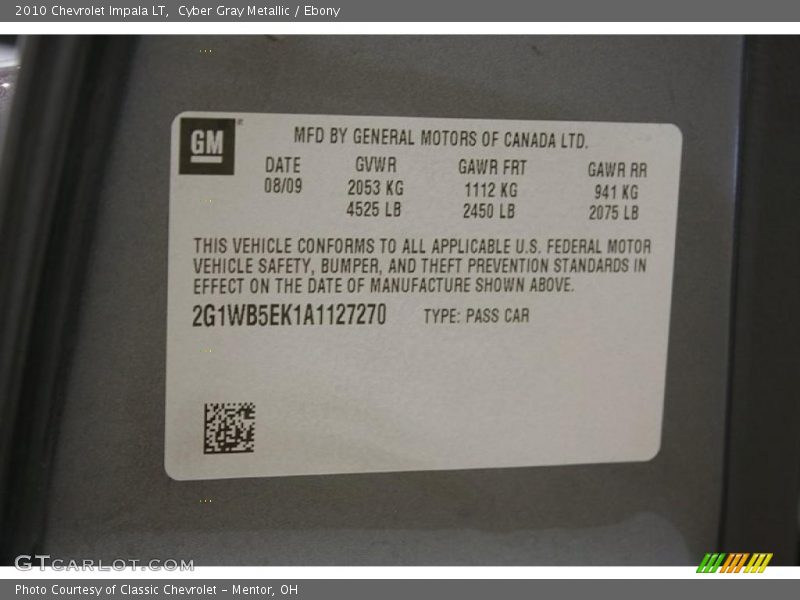 2010 Chevrolet Impala LT, Cyber Gray Metallic / Ebony
GM
MFD BY GENERAL MOTORS OF CANADA LTD.
DATE GVWR GAWR FRT GAWR RR
08/09 2053 KG 1112 KG 941 KG
4525 LB 2450 LB 2075 LB
THIS VEHICLE CONFORMS TO ALL APPLICABLE U.S. FEDERAL MOTOR
VEHICLE SAFETY, BUMPER, AND THEFT PREVENTION STANDARDS IN
EFFECT ON THE DATE OF MANUFACTURE SHOWN ABOVE.
2G1WB5EK1A1127270 TYPE: PASS CAR
GTCARLOT.COM
Photo Courtesy of Classic Chevrolet - Mentor, OH